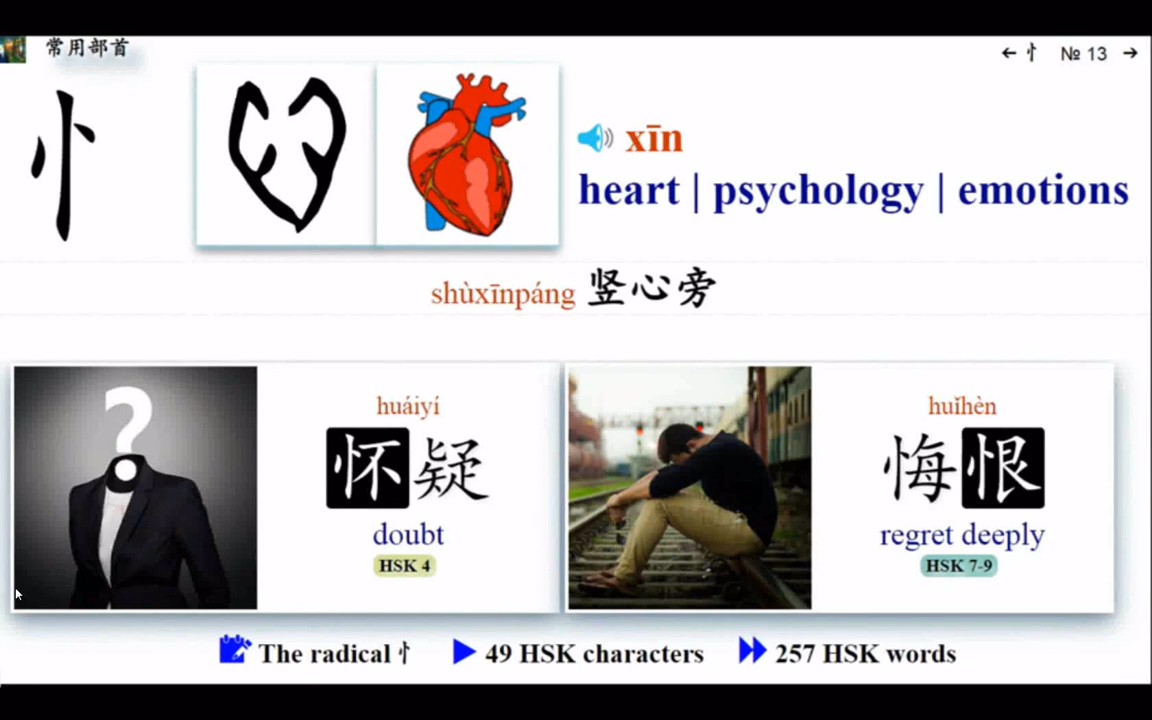 常用部首
← 忄 № 13 →
忄
xīn
heart | psychology | emotions
shùxīnpáng 竖心旁
?
huáiyí
怀疑
doubt
HSK 4
huǐhèn
悔恨
regret deeply
HSK 7-9
The radical 忄 49 HSK characters 257 HSK words